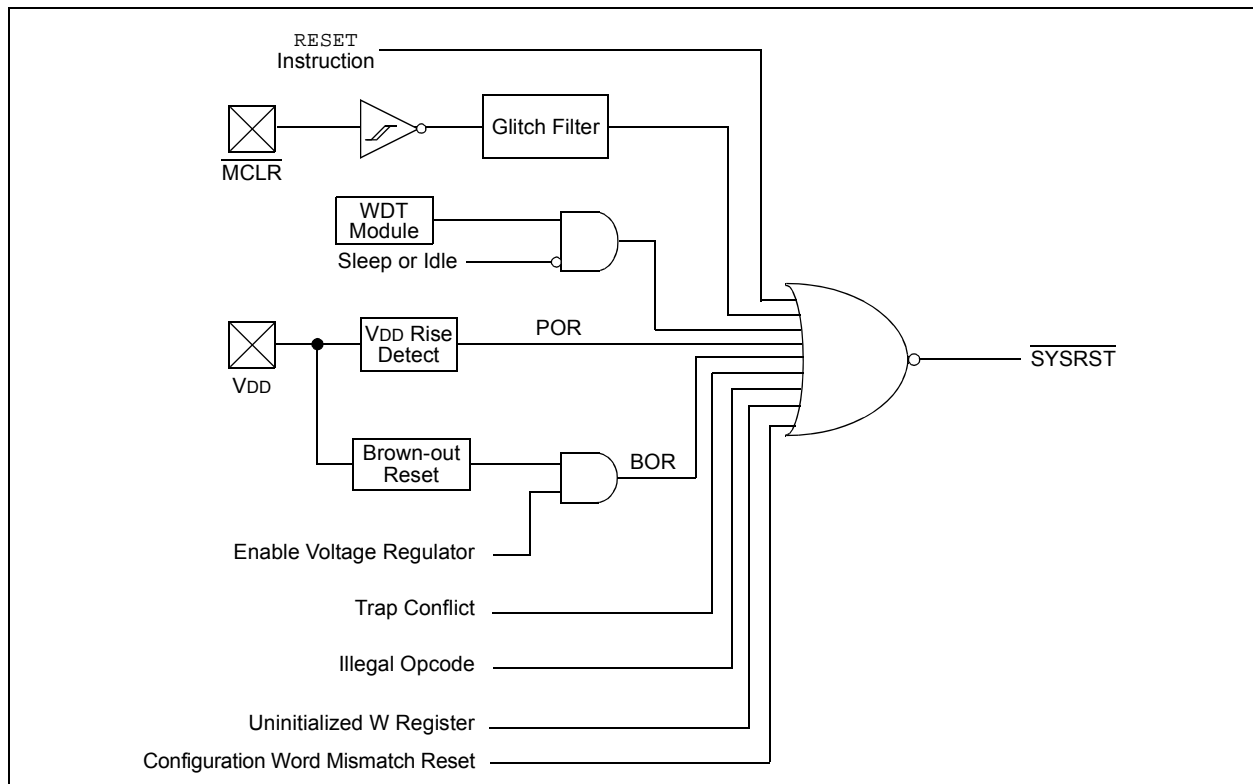 RESET
Instruction
MCLR
Glitch Filter
WDT
Module
Sleep or Idle
VDD
VDD Rise
Detect
POR
Brown-out
Reset
BOR
Enable Voltage Regulator
Trap Conflict
Illegal Opcode
Uninitialized W Register
Configuration Word Mismatch Reset
SYSRST